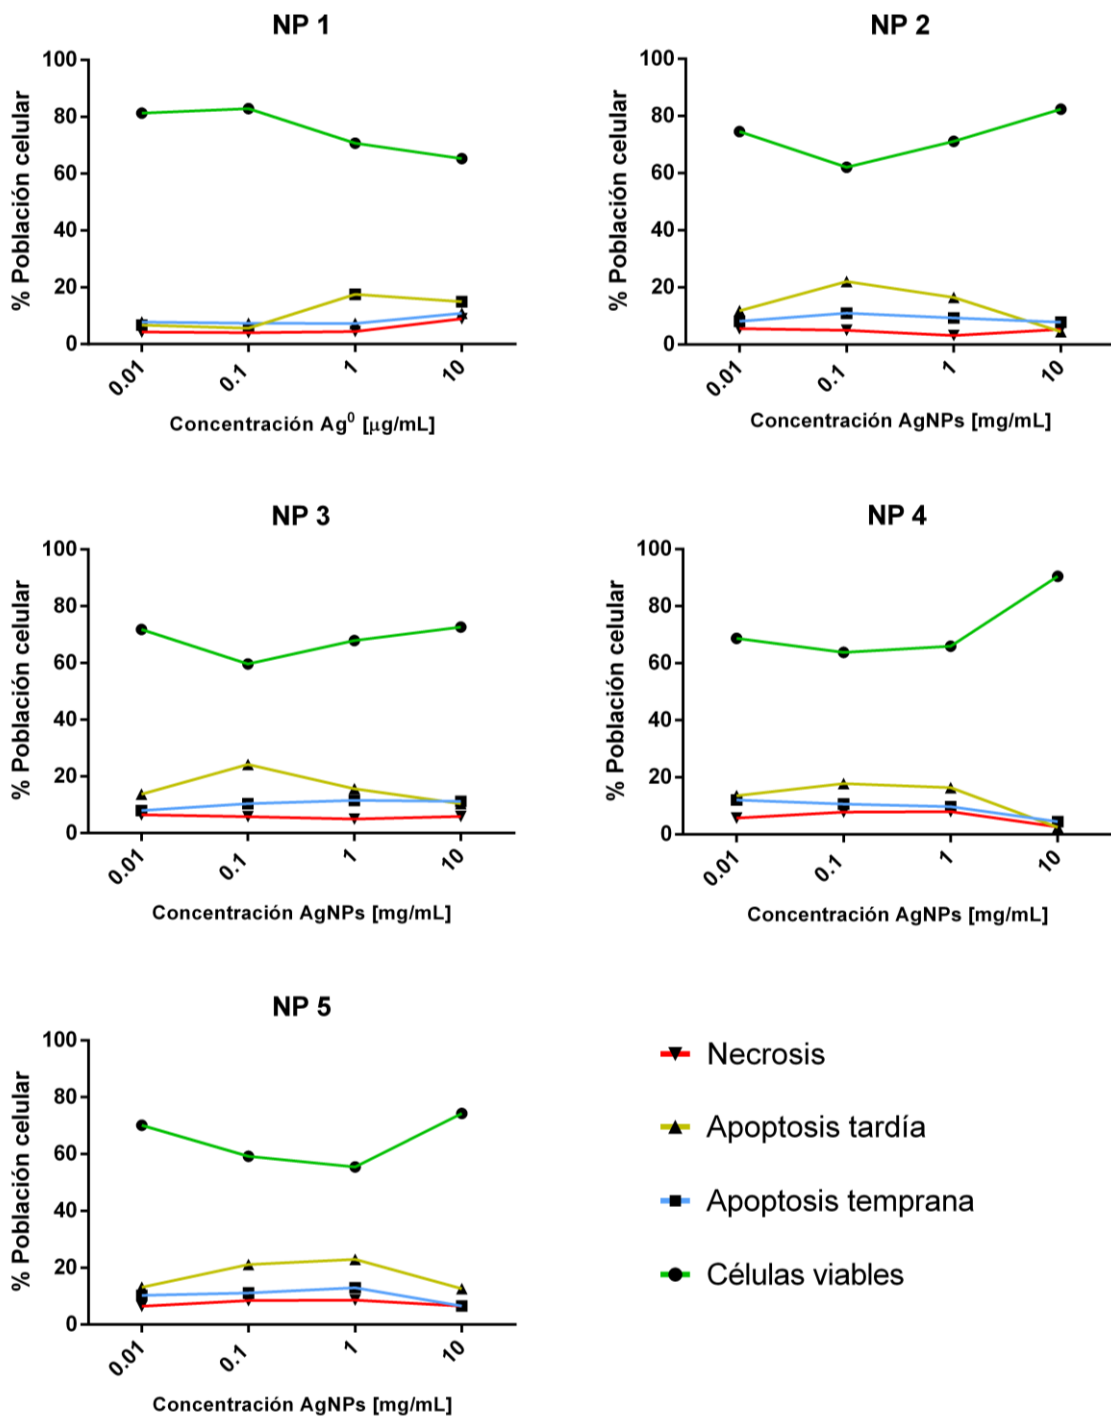 NP 1
100
80
60
40
20
0
% Población celular
0.01
0.1
1
10
Concentración Ag⁰ [µg/mL]
NP 2
100
80
60
40
20
0
% Población celular
0.01
0.1
1
10
Concentración AgNPs [mg/mL]
NP 3
100
80
60
40
20
0
% Población celular
0.01
0.1
1
10
Concentración AgNPs [mg/mL]
NP 4
100
80
60
40
20
0
% Población celular
0.01
0.1
1
10
Concentración AgNPs [mg/mL]
NP 5
100
80
60
40
20
0
% Población celular
0.01
0.1
1
10
Concentración AgNPs [mg/mL]
Necrosis
Apoptosis tardía
Apoptosis temprana
Células viables